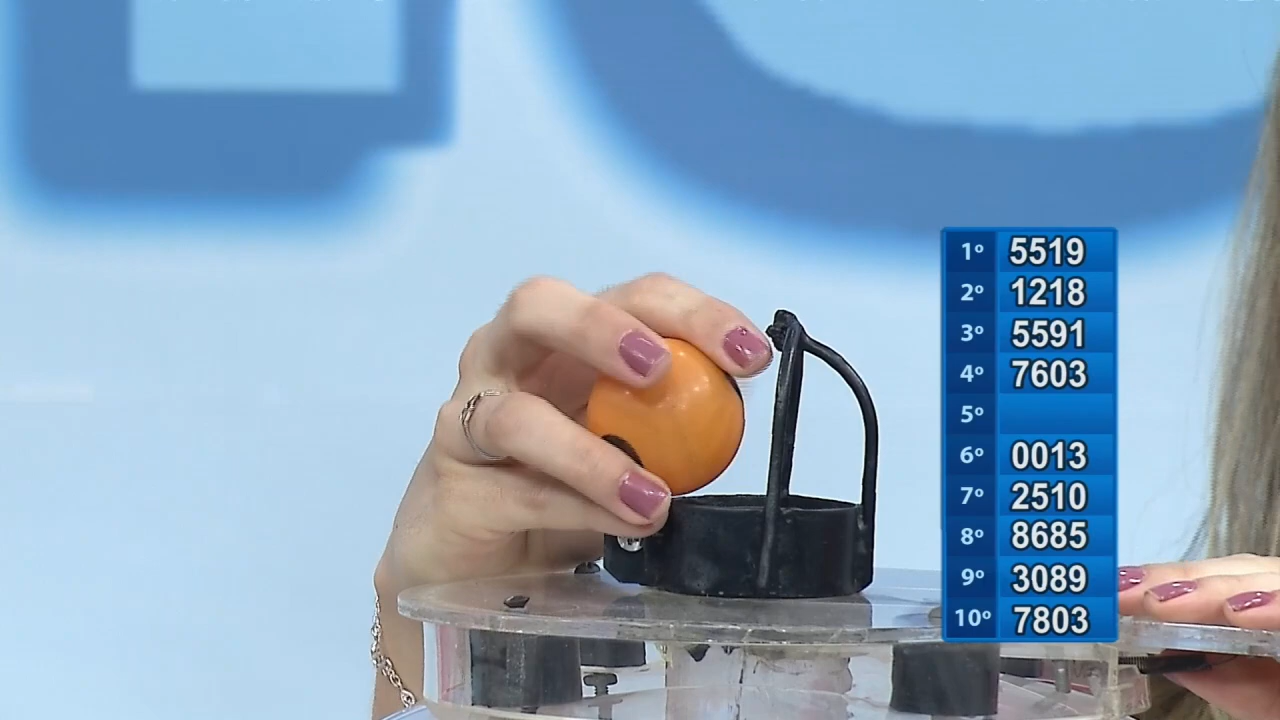 1º 5519
2º 1218
3º 5591
4º 7603
5º
6º 0013
7º 2510
8º 8685
9º 3089
10º 7803